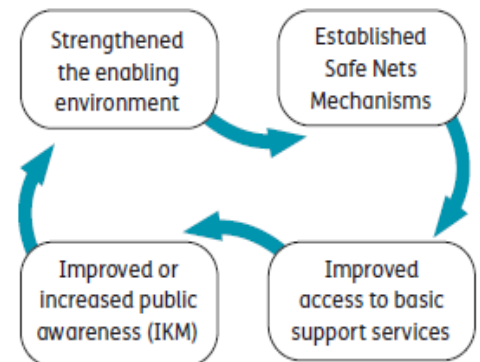 Strengthened
the enabling
environment
Established
Safe Nets
Mechanisms
Improved or
increased public
awareness (IKM)
Improved
access to basic
support services